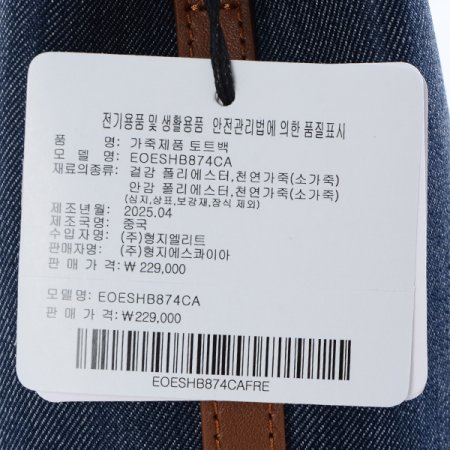 전기용품 및 생활용품 안전관리법에 의한 품질표시
품 명: 가죽제품 토트백
모 델 명: EOESHB874CA
재료의종류: 겉감 폴리에스터,천연가죽(소가죽)
안감 폴리에스터,천연가죽(소가죽)
(심지,상표,보강재,장식 제외)
제조년월: 2025.04
제조국명: 중국
수입자명: (주)형지엘리트
판매자명: (주)형지에스콰이아
판 매 가 격: ₩ 229,000
모델명: EOESHB874CA
판 매 가 격: ₩229,000
EOESHB874CAFRE